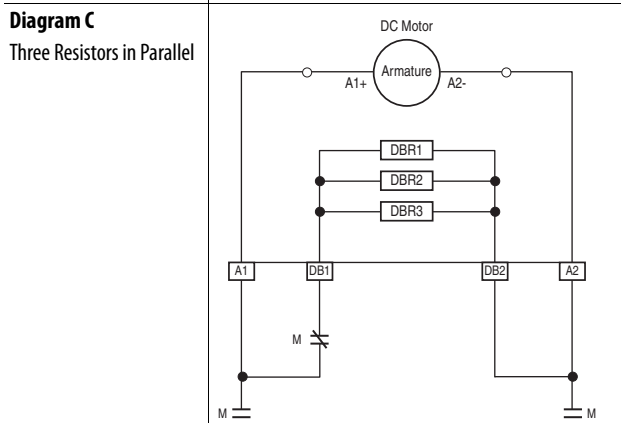 Diagram C
Three Resistors in Parallel
DC Motor
Armature
A1+
A2-
DBR1
DBR2
DBR3
A1
DB1
DB2
A2
M
M
M